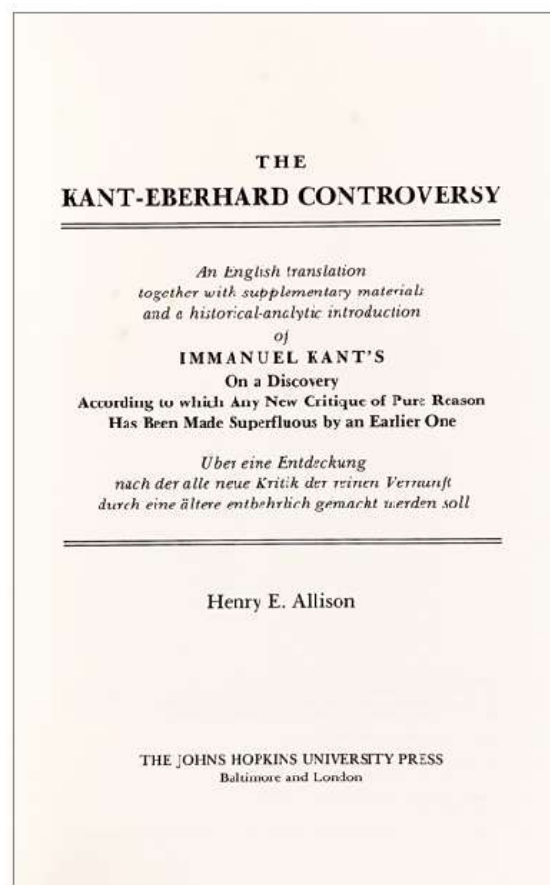 THE
KANT-EBERHARD CONTROVERSY
An English translation
together with supplementary materials
and a historical-analytic introduction
of
IMMANUEL KANT'S
On a Discovery
According to which Any New Critique of Pure Reason
Has Been Made Superfluous by an Earlier One
Über eine Entdeckung
nach der alle neue Kritik der reinen Vernunft
durch eine ältere entbehrlich gemacht werden soll
Henry E. Allison
THE JOHNS HOPKINS UNIVERSITY PRESS
Baltimore and London